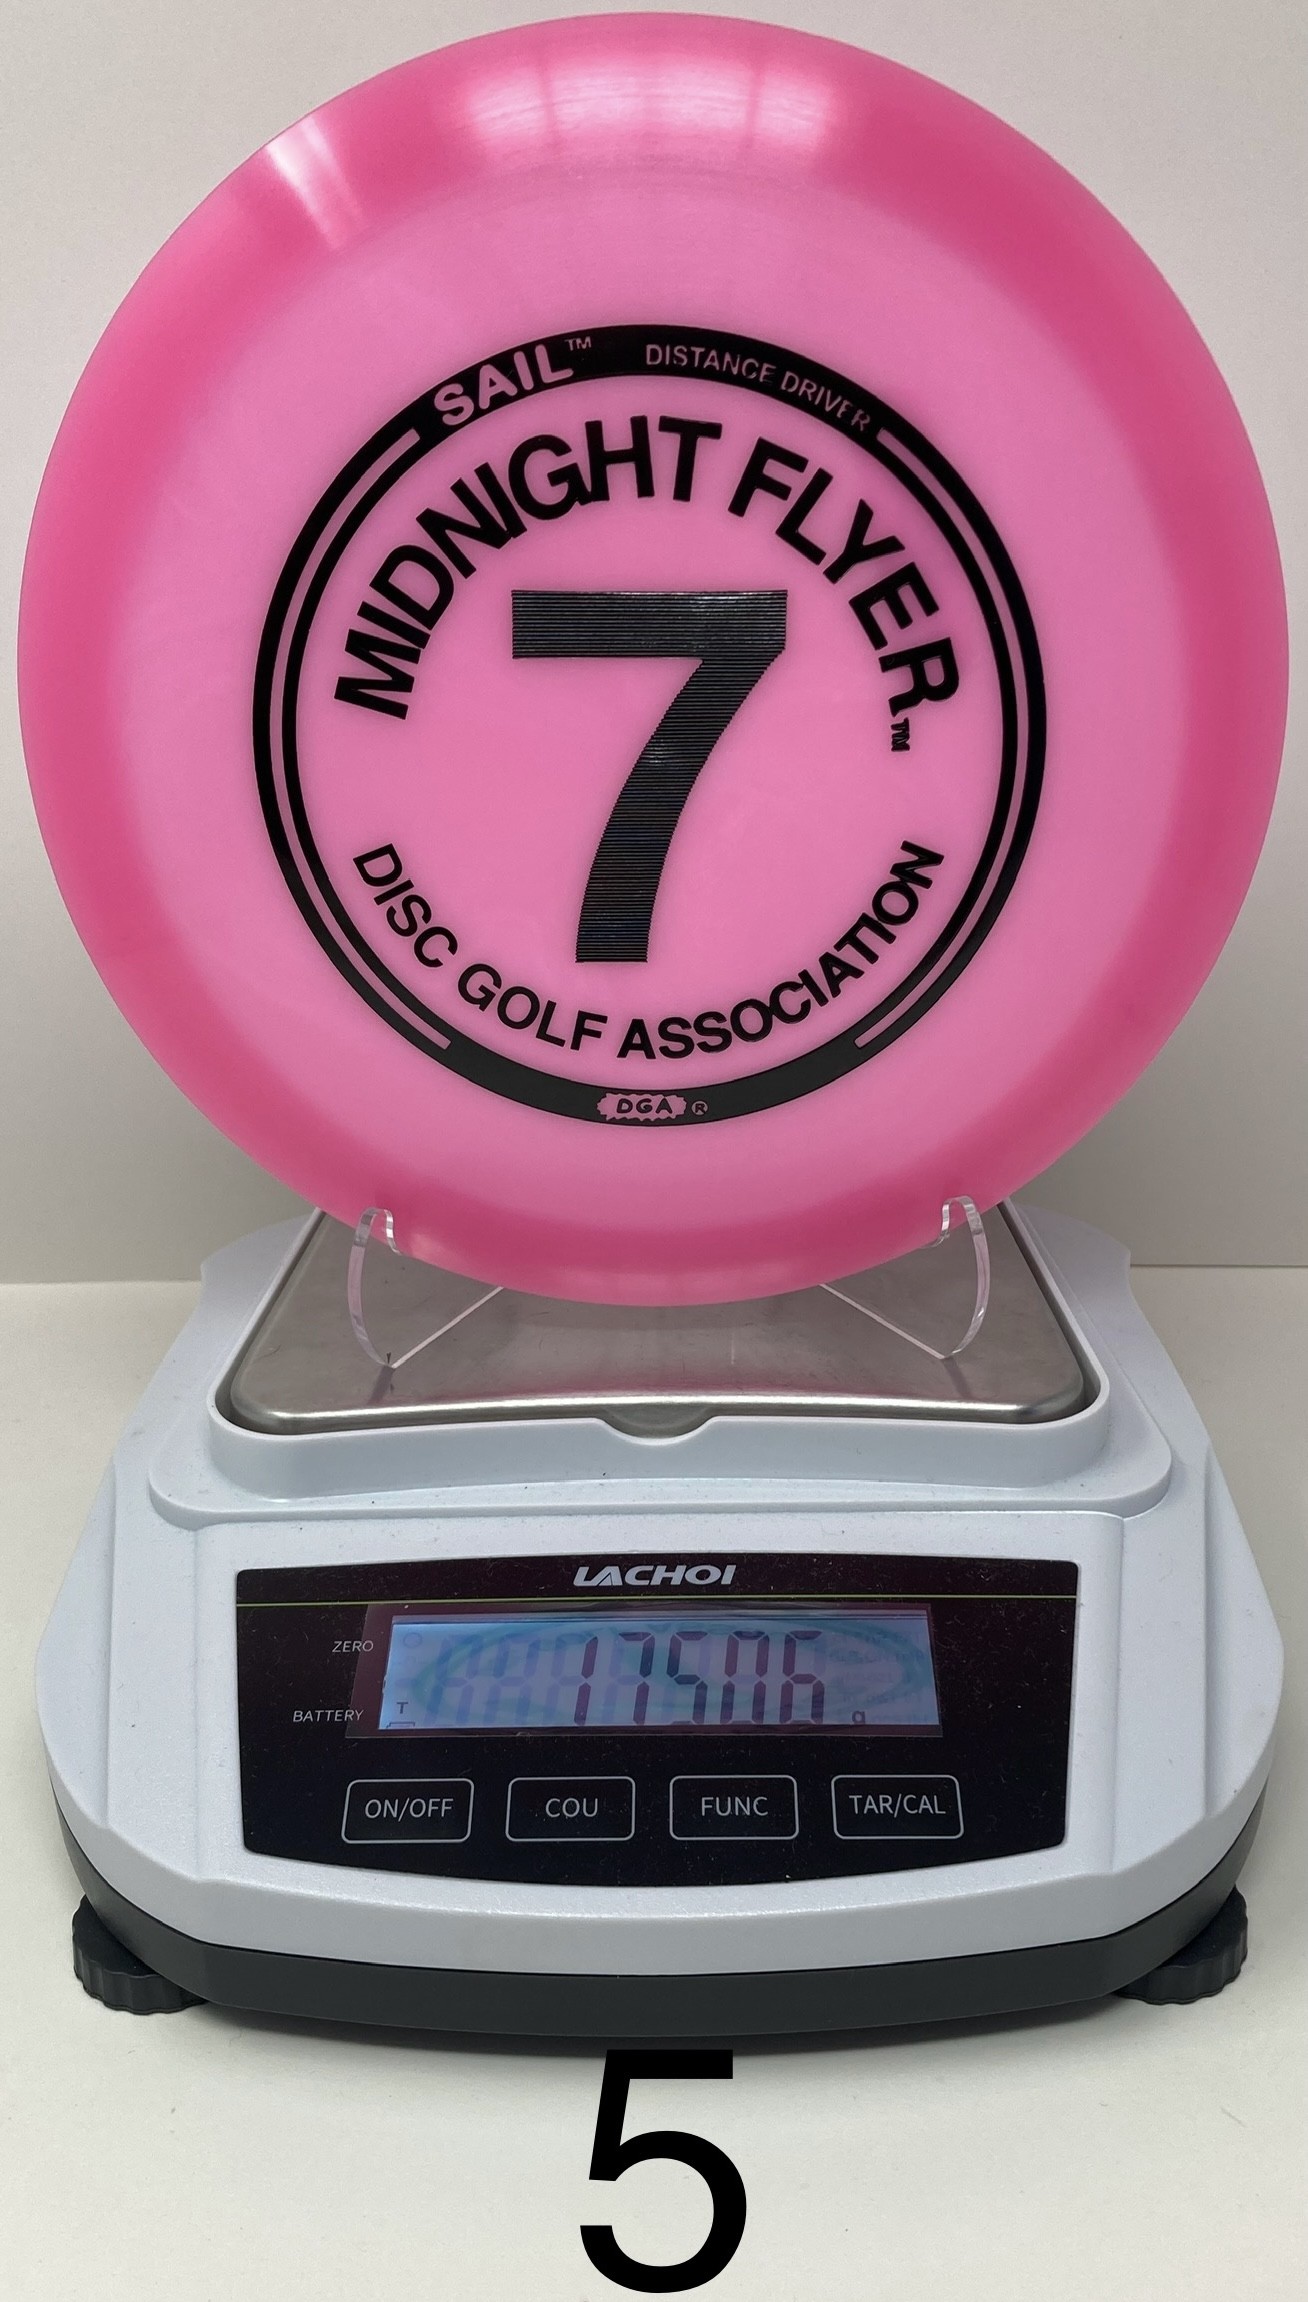 SAIL™ DISTANCE DRIVER
MIDNIGHT FLYER™
7
DISC GOLF ASSOCIATION
DGA ®
LACHOI
ZERO
T
175.06 g
BATTERY
ON/OFF COU FUNC TAR/CAL
5